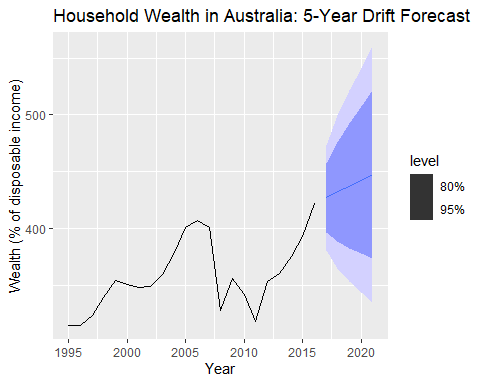 Household Wealth in Australia: 5-Year Drift Forecast
Wealth (% of disposable income)
500
400
level
80%
95%
1995 2000 2005 2010 2015 2020
Year